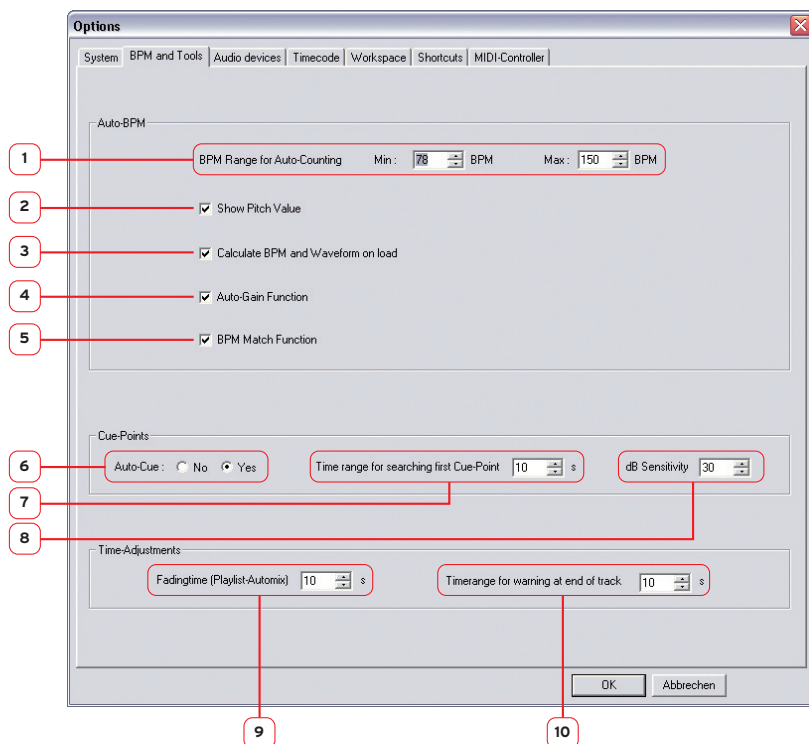 Options
System BPM and Tools Audio devices Timecode Workspace Shortcuts MIDI-Controller
Auto-BPM
1 BPM Range for Auto-Counting Min : 78 BPM Max : 150 BPM
2 Show Pitch Value
3 Calculate BPM and Waveform on load
4 Auto-Gain Function
5 BPM Match Function
Cue-Points
6 Auto-Cue : No Yes Time range for searching first Cue-Point 10 s dB Sensitivity 30
7
8
Time-Adjustments
Fadingtime (Playlist-Automix) 10 s Timerange for warning at end of track 10 s
OK Abbrechen
9 10